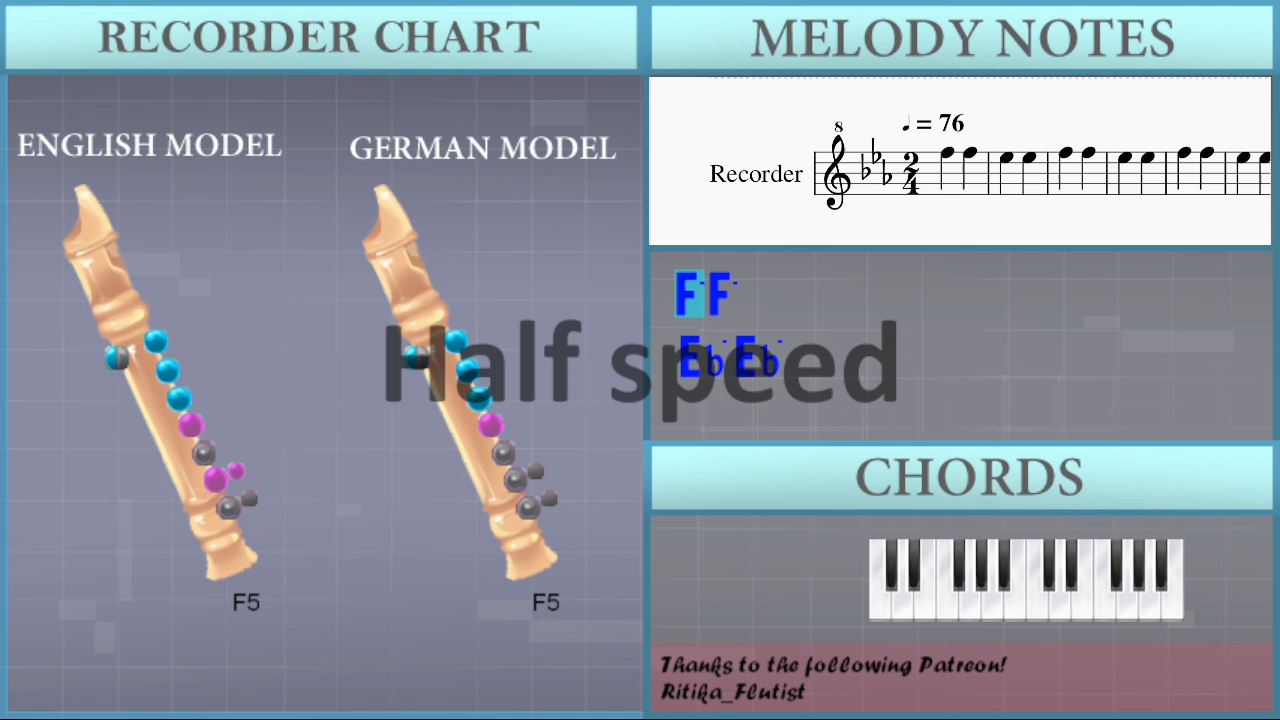 RECORDER CHART
MELODY NOTES
ENGLISH MODEL
GERMAN MODEL
8
♩ = 76
Recorder
2
4
F· F·
Eb· Eb·
Half speed
CHORDS
F5
F5
Thanks to the following Patreon!
Ritika_Flutist